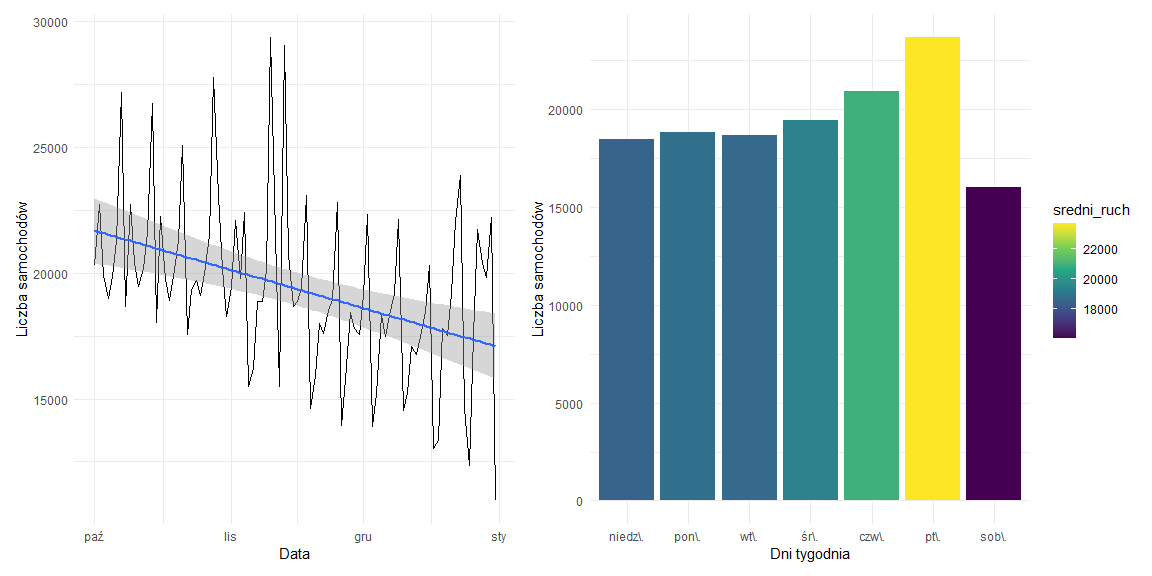 Liczba samochodów
30000
25000
20000
15000
paź
lis
gru
sty
Data
Liczba samochodów
20000
15000
10000
5000
0
niedz\.
pon\.
wt\.
śr\.
czw\.
pt\.
sob\.
Dni tygodnia
sredni_ruch
22000
20000
18000